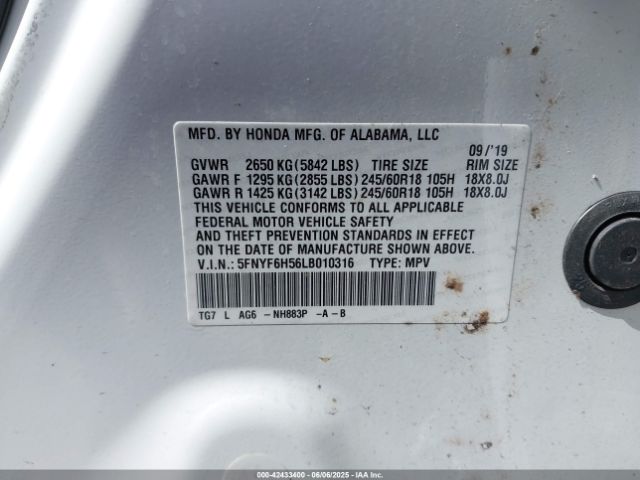 MFD. BY HONDA MFG. OF ALABAMA, LLC
09/'19
GVWR 2650 KG(5842 LBS) TIRE SIZE RIM SIZE
GAWR F 1295 KG(2855 LBS) 245/60R18 105H 18X8.0J
GAWR R 1425 KG(3142 LBS) 245/60R18 105H 18X8.0J
THIS VEHICLE CONFORMS TO ALL APPLICABLE
FEDERAL MOTOR VEHICLE SAFETY
AND THEFT PREVENTION STANDARDS IN EFFECT
ON THE DATE OF MANUFACTURE SHOWN ABOVE.
V.I.N.: 5FNYF6H56LB010316 TYPE: MPV
TG7 L AG6 -NH883P -A-B
000-42433400 06/06/2025 - IAAI.com